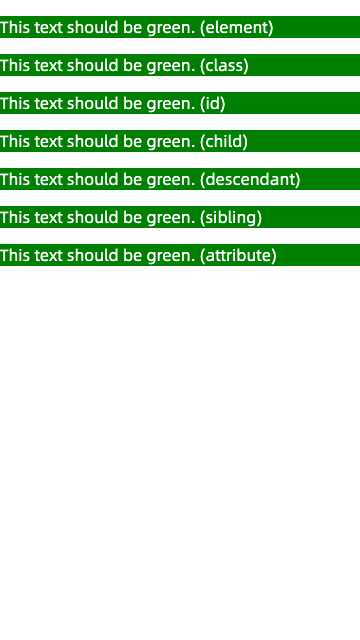 This text should be green. (element)
This text should be green. (class)
This text should be green. (id)
This text should be green. (child)
This text should be green. (descendant)
This text should be green. (sibling)
This text should be green. (attribute)